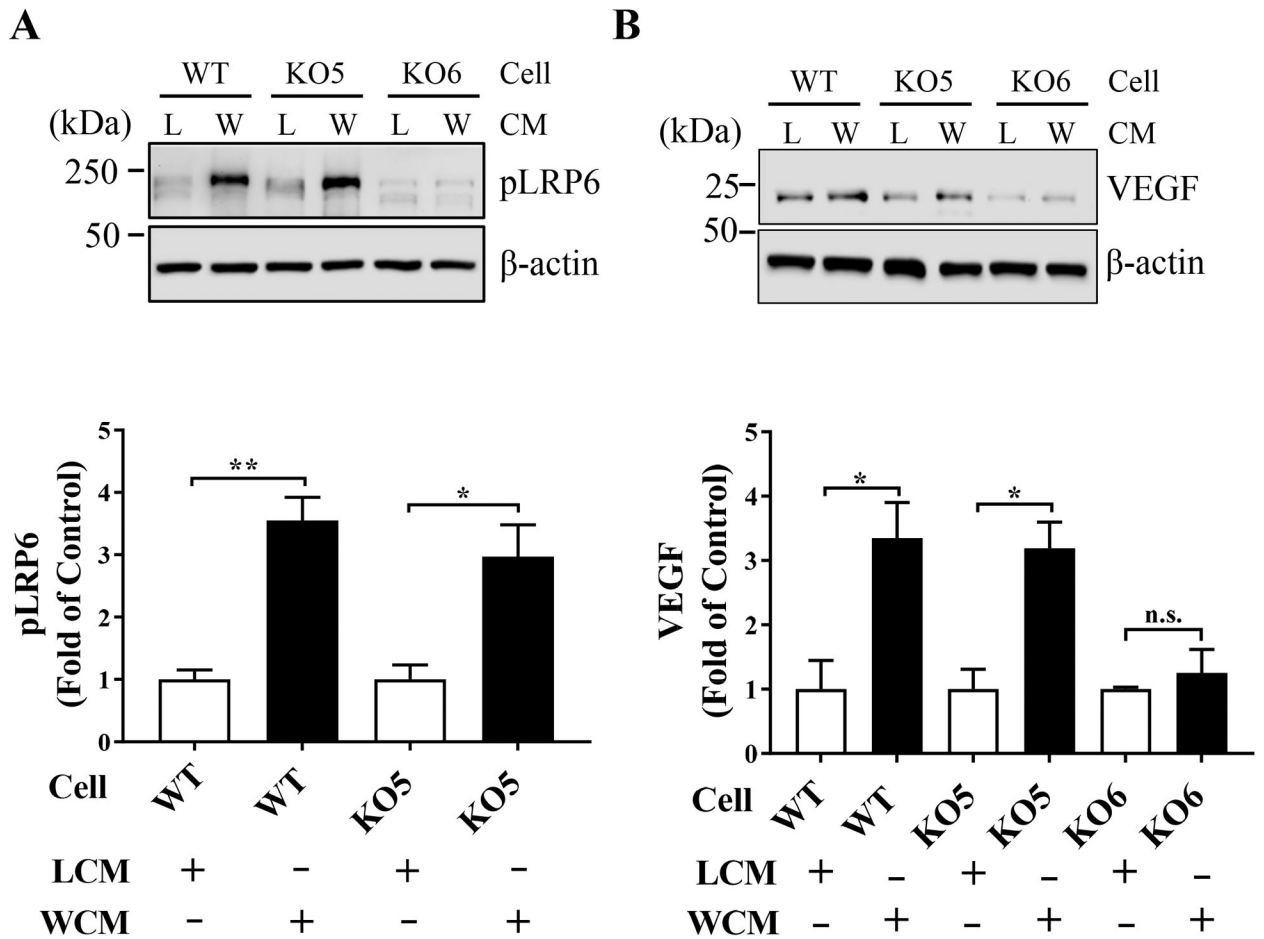 A
WT KO5 KO6 Cell
(kDa) L W L W L W CM
250 pLRP6
50 β-actin
5
4
3
2
1
0
pLRP6
(Fold of Control)
** *
Cell WT WT KO5 KO5
LCM + – + –
WCM – + – +
B
WT KO5 KO6 Cell
(kDa) L W L W L W CM
25 VEGF
50 β-actin
5
4
3
2
1
0
VEGF
(Fold of Control)
* * n.s.
Cell WT WT KO5 KO5 KO6 KO6
LCM + – + – + –
WCM – + – + – +